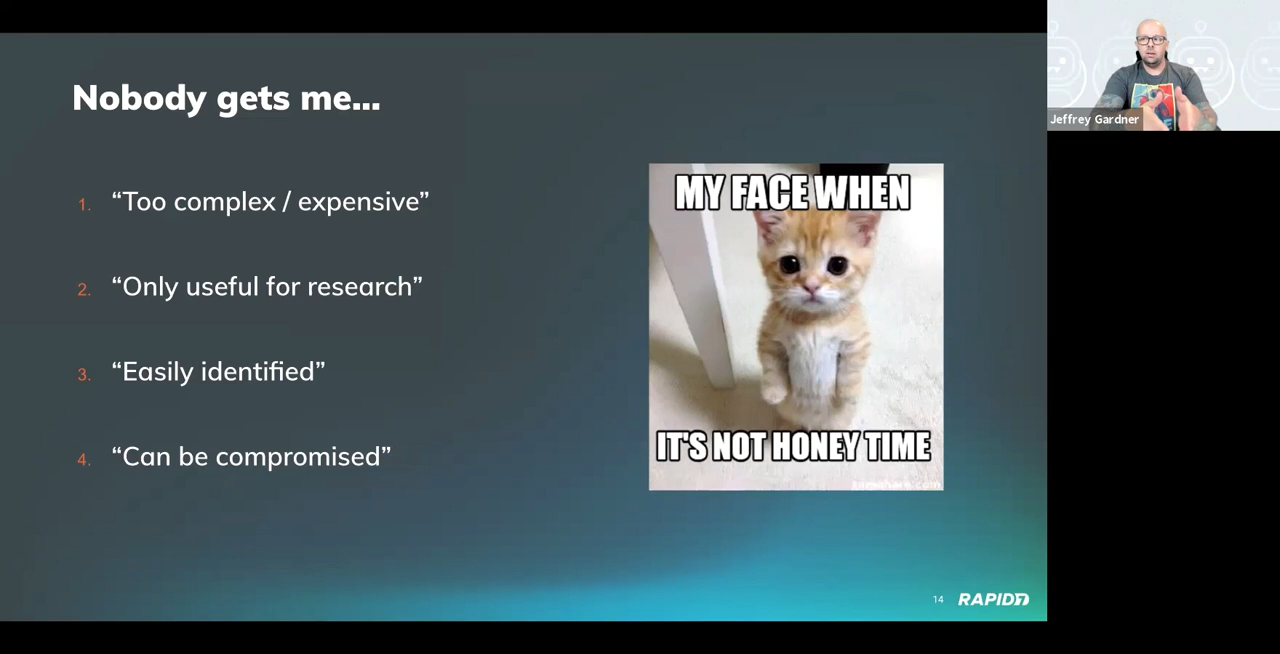 Nobody gets me...
1. “Too complex / expensive”
2. “Only useful for research”
3. “Easily identified”
4. “Can be compromised”
MY FACE WHEN
IT'S NOT HONEY TIME
14 RAPID7
Jeffrey Gardner